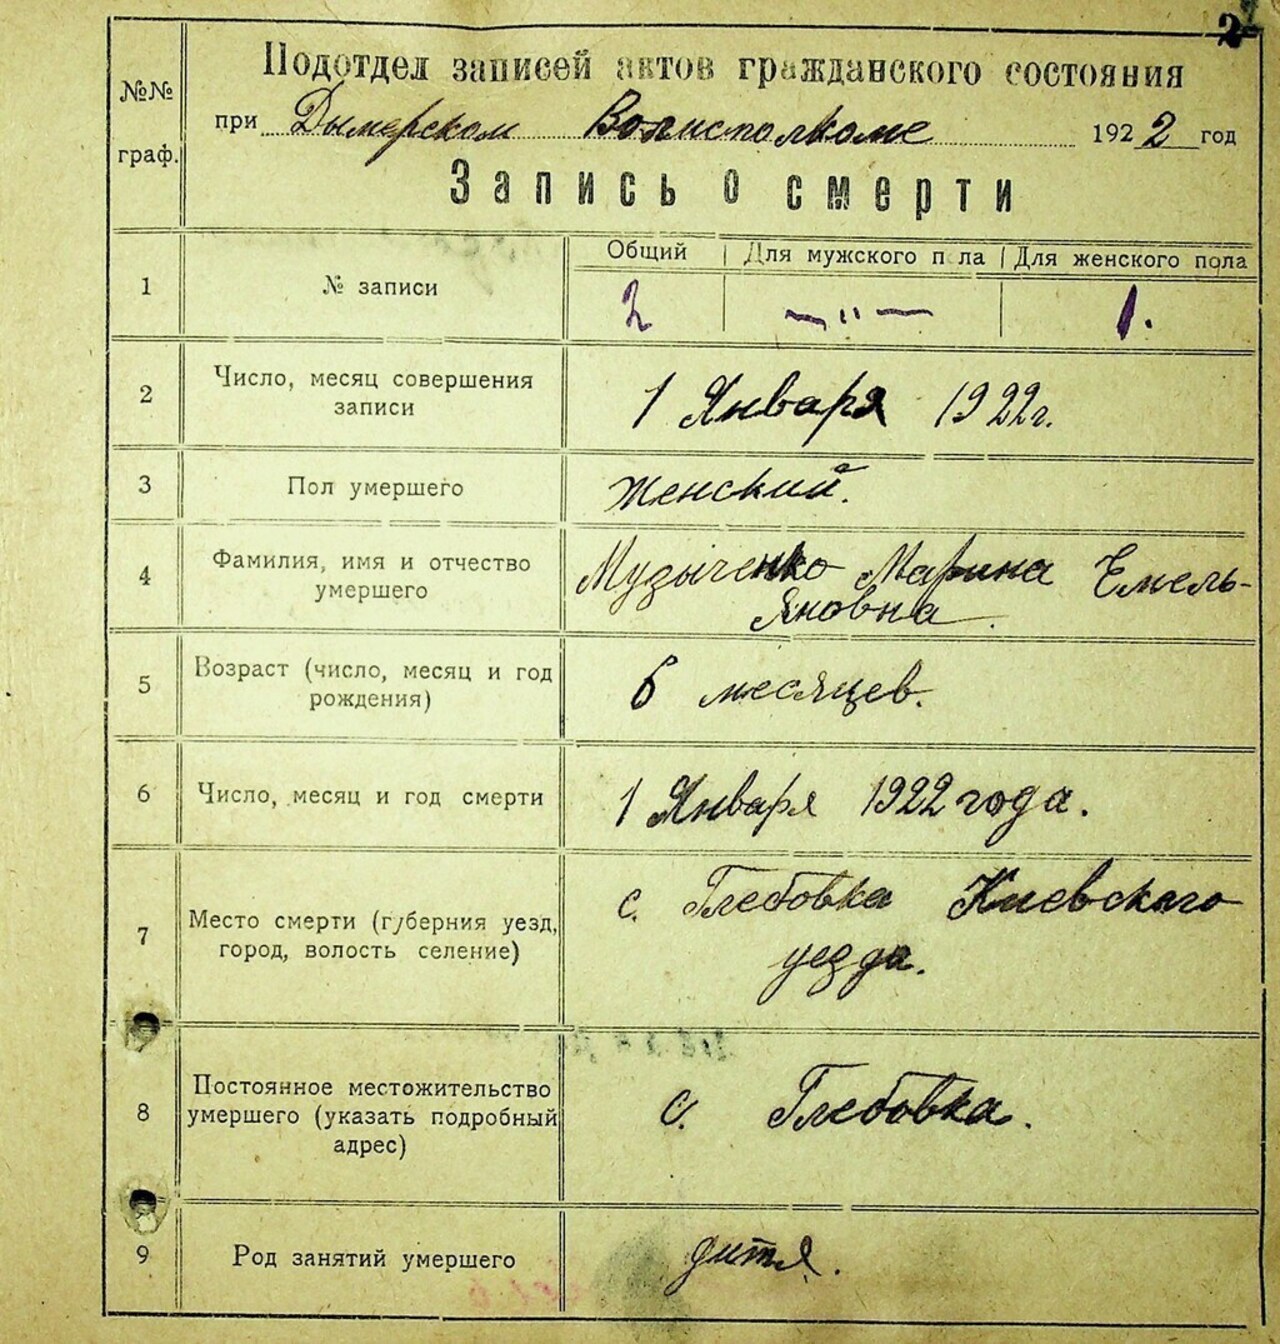 2
№№ граф.
Подотдел записей актов гражданского состояния
при Дымерском Волисполкоме 1922 год
Запись о смерти
Общий Для мужского пола Для женского пола
1 № записи 2 —„— 1.
2 Число, месяц совершения
записи
1 Января 1922г.
3 Пол умершего женский.
4 Фамилия, имя и отчество
умершего
Музыченко Марина Емель-
яновна.
5 Возраст (число, месяц и год
рождения)
6 месяцев.
6 Число, месяц и год смерти 1 Января 1922 года.
7 Место смерти (губерния уезд,
город, волость селение)
с. Глебовка Киевскаго
уезда.
8 Постоянное местожительство
умершего (указать подробный
адрес)
с. Глебовка.
9 Род занятий умершего дитя.